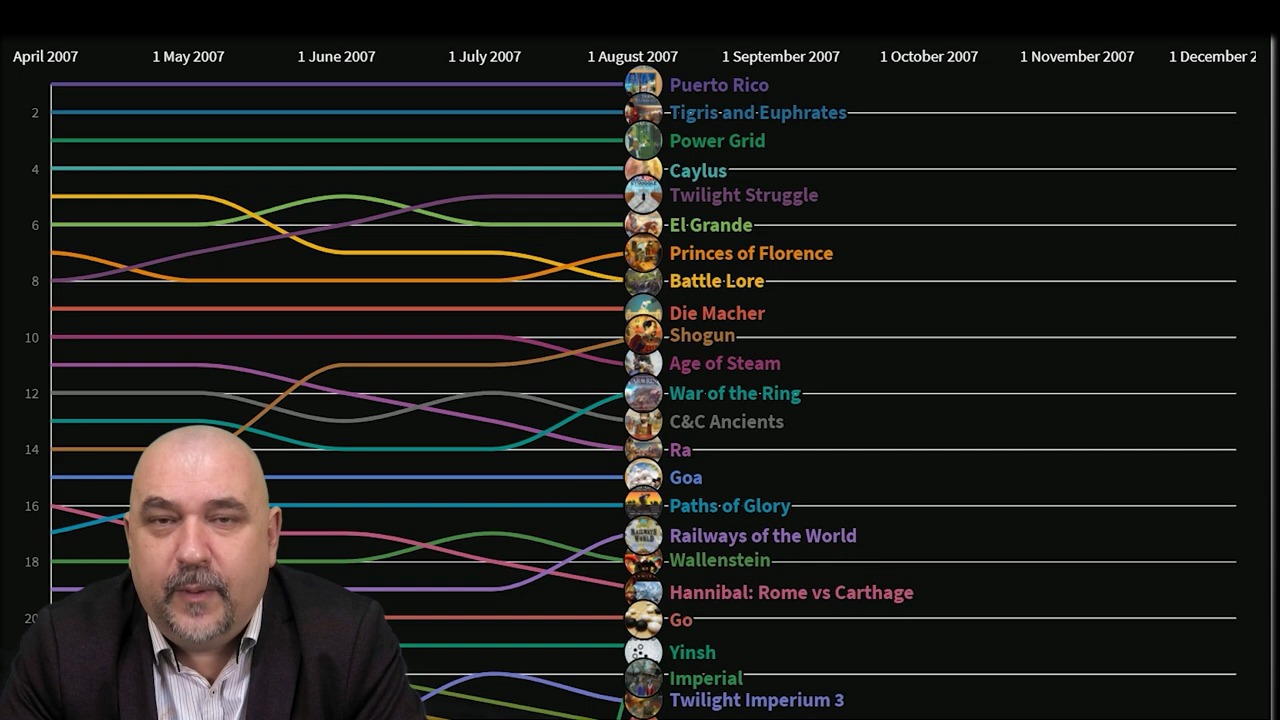 April 2007 1 May 2007 1 June 2007 1 July 2007 1 August 2007 1 September 2007 1 October 2007 1 November 2007 1 December 2
Puerto Rico
2 Tigris and Euphrates
Power Grid
4 Caylus
Twilight Struggle
6 El Grande
Princes of Florence
8 Battle Lore
Die Macher
10 Shogun
Age of Steam
12 War of the Ring
C&C Ancients
14 Ra
Goa
16 Paths of Glory
Railways of the World
18 Wallenstein
Hannibal: Rome vs Carthage
20 Go
Yinsh
Imperial
Twilight Imperium 3